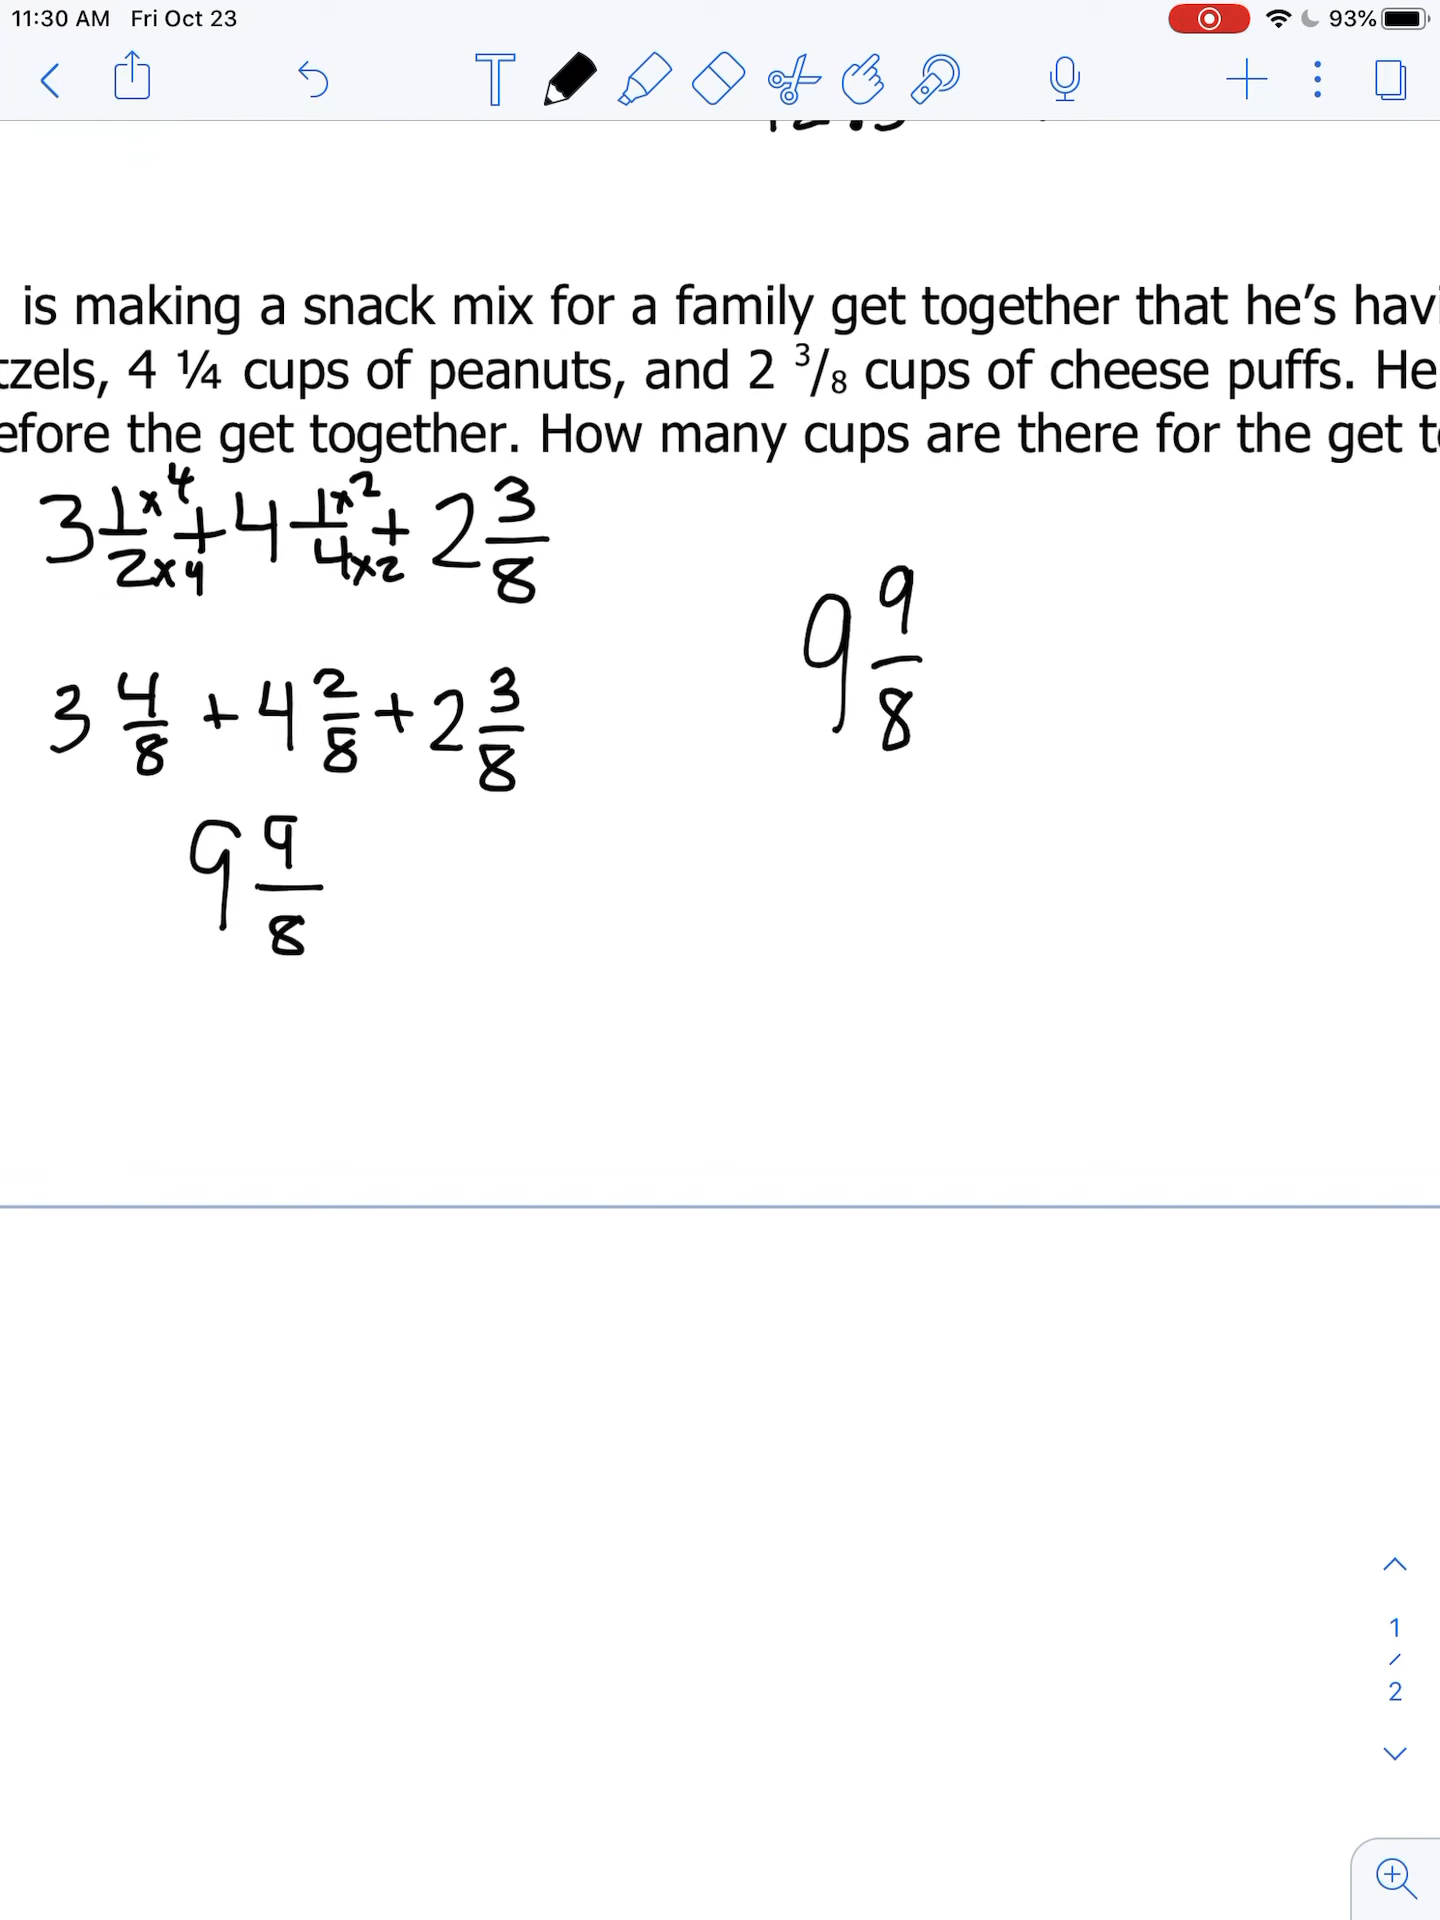 11:30 AM Fri Oct 23 93%
is making a snack mix for a family get together that he's havi
tzels, 4 ¼ cups of peanuts, and 2 3/8 cups of cheese puffs. He
efore the get together. How many cups are there for the get t
3 1x4/2x4 + 4 1x2/4x2 + 2 3/8
9 9/8
3 4/8 + 4 2/8 + 2 3/8
9 9/8
1/2